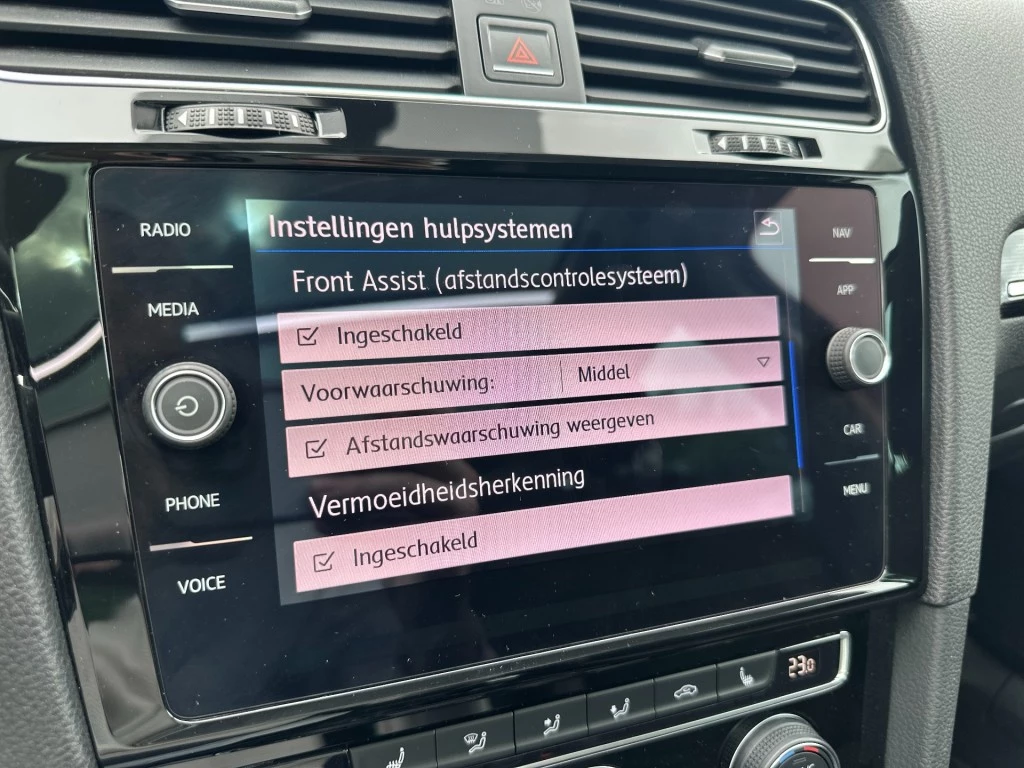 RADIO
MEDIA
PHONE
VOICE
Instellingen hulpsystemen
Front Assist (afstandscontrolesysteem)
Ingeschakeld
Voorwaarschuwing: Middel
Afstandswaarschuwing weergeven
Vermoeidheidsherkenning
Ingeschakeld
NAV
APP
CAR
MENU
23.0